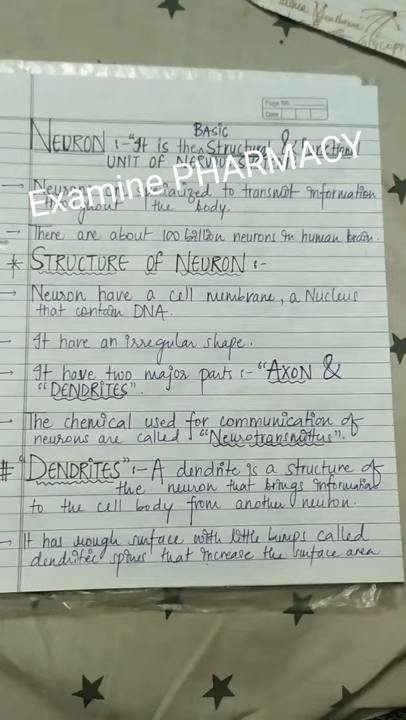 Page No.
Date
BASIC
NEURON :- "It is the Structural & functional
UNIT OF NERVOUS
Examine PHARMACY
→ Neurons specialized to transmit information
throughout the body.
→ There are about 100 billion neurons in human brain.
* STRUCTURE OF NEURON :-
→ Neuron have a cell membrane, a Nucleus
that contain DNA.
→ It have an irregular shape.
→ It have two major parts :- "AXON &
"DENDRITES".
→ The chemical used for communication of
neurons are called "Neurotransmitters".
# "DENDRITES" :- A dendrite is a structure of
the neuron that brings information
to the cell body from another neuron.
→ It has rough surface with little bumps called
dendritic spines that increase the surface area